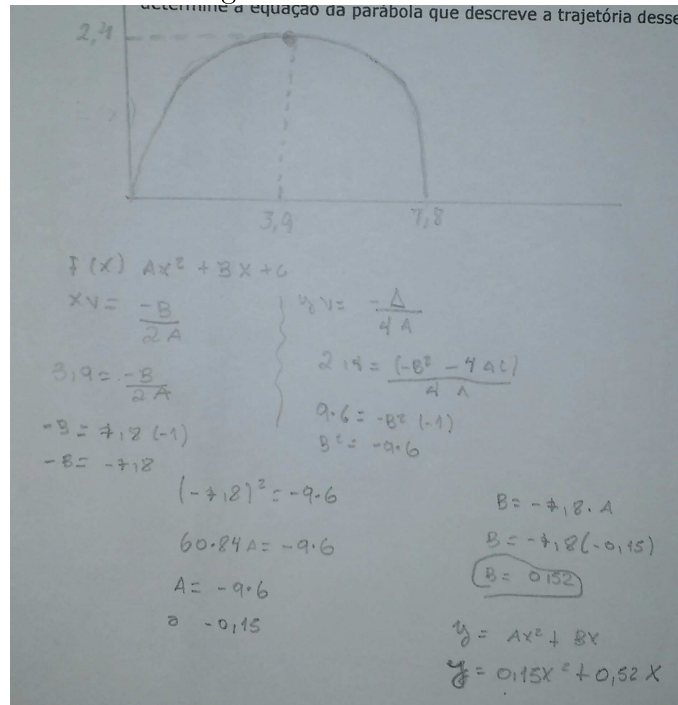 determine a equação da parábola que descreve a trajetória desse
2,4
3,9
7,8
F(X) AX² + BX + C
XV = -B / 2A
3,9 = -B / 2A
-B = 7,8 (-1)
-B = -7,8
yV = -Δ / 4A
2,4 = (-B² - 4AC) / 4A
9.6 = -B² (-1)
B² = -9.6
(-7,8)² = -9.6
60.84A = -9.6
A = -9.6
-0,15
B = -7,8 . A
B = -7,8(-0,15)
B = 0,52
y = AX² + BX
y = 0,15X² + 0,52X